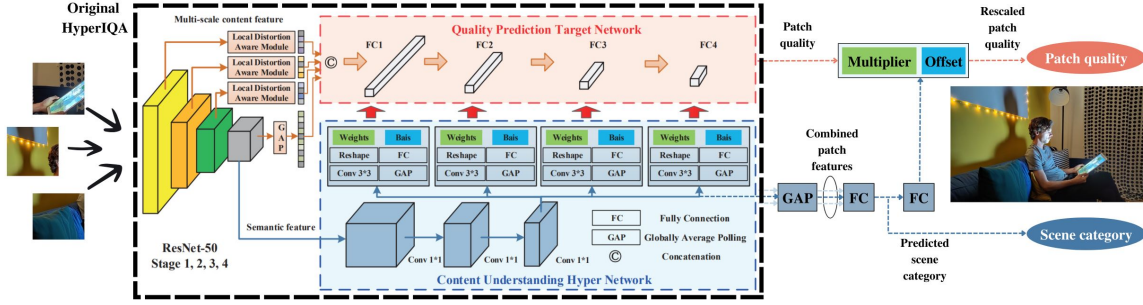 Original
HyperIQA
Multi-scale content feature
Local Distortion
Aware Module
Local Distortion
Aware Module
Local Distortion
Aware Module
G
A
P
ResNet-50
Stage 1, 2, 3, 4
Semantic feature
Quality Prediction Target Network
©
FC1
FC2
FC3
FC4
Weights Bais
Reshape FC
Conv 3*3 GAP
Weights Bais
Reshape FC
Conv 3*3 GAP
Weights Bais
Reshape FC
Conv 3*3 GAP
Weights Bais
Reshape FC
Conv 3*3 GAP
Conv 1*1
Conv 1*1
Conv 1*1
FC Fully Connection
GAP Globally Average Polling
© Concatenation
Content Understanding Hyper Network
Patch
quality
Multiplier
Offset
Rescaled
patch
quality
Patch quality
Combined
patch
features
GAP
FC
FC
Predicted
scene
category
Scene category